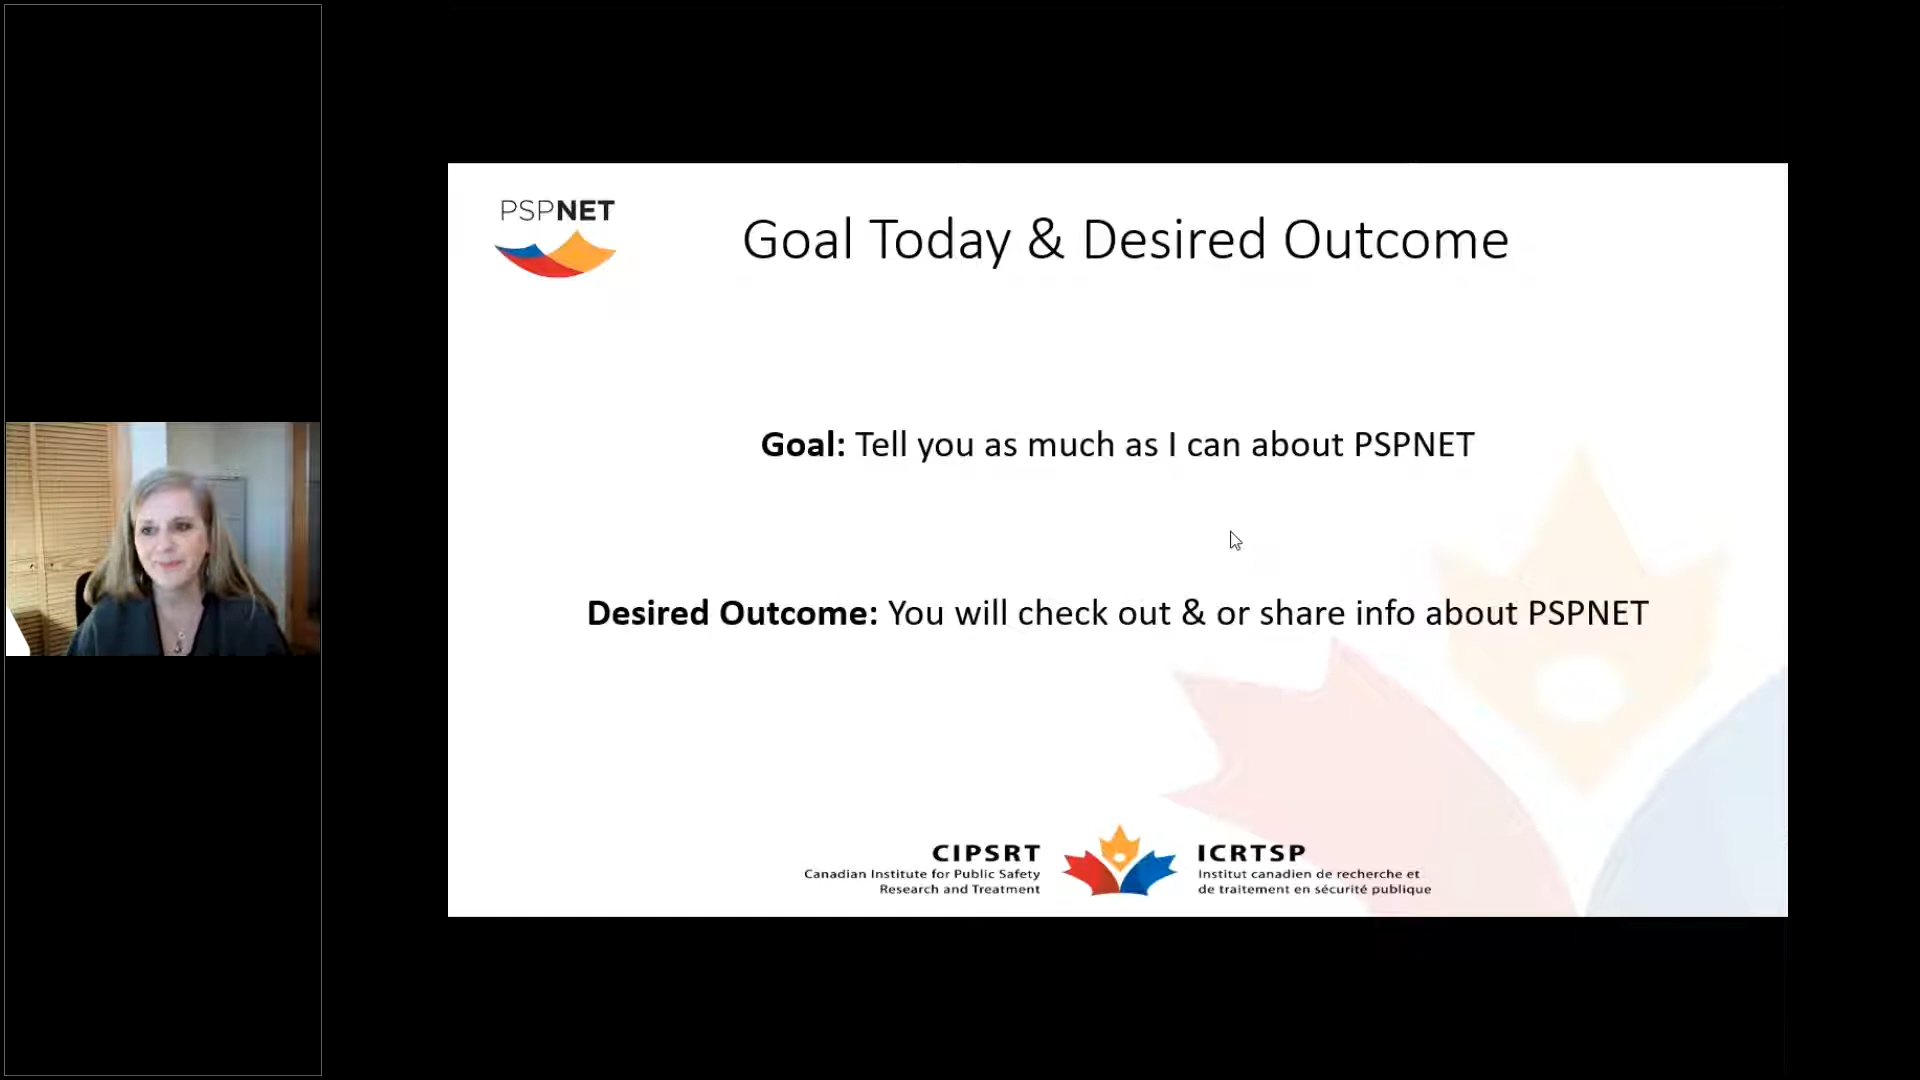 PSPNET
Goal Today & Desired Outcome
Goal: Tell you as much as I can about PSPNET
Desired Outcome: You will check out & or share info about PSPNET
CIPSRT
Canadian Institute for Public Safety
Research and Treatment
ICRTSP
Institut canadien de recherche et
de traitement en sécurité publique